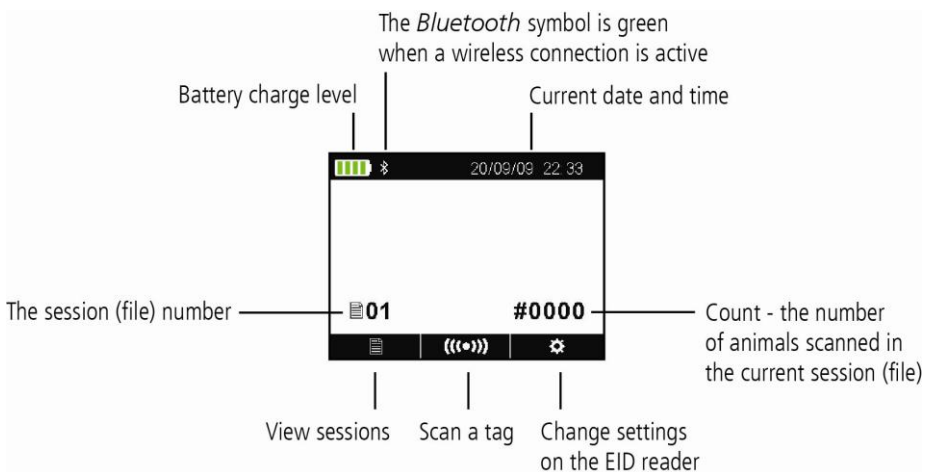 The Bluetooth symbol is green
when a wireless connection is active
Battery charge level
Current date and time
20/09/09 22:33
The session (file) number
01
#0000
Count - the number
of animals scanned in
the current session (file)
View sessions
Scan a tag
Change settings
on the EID reader